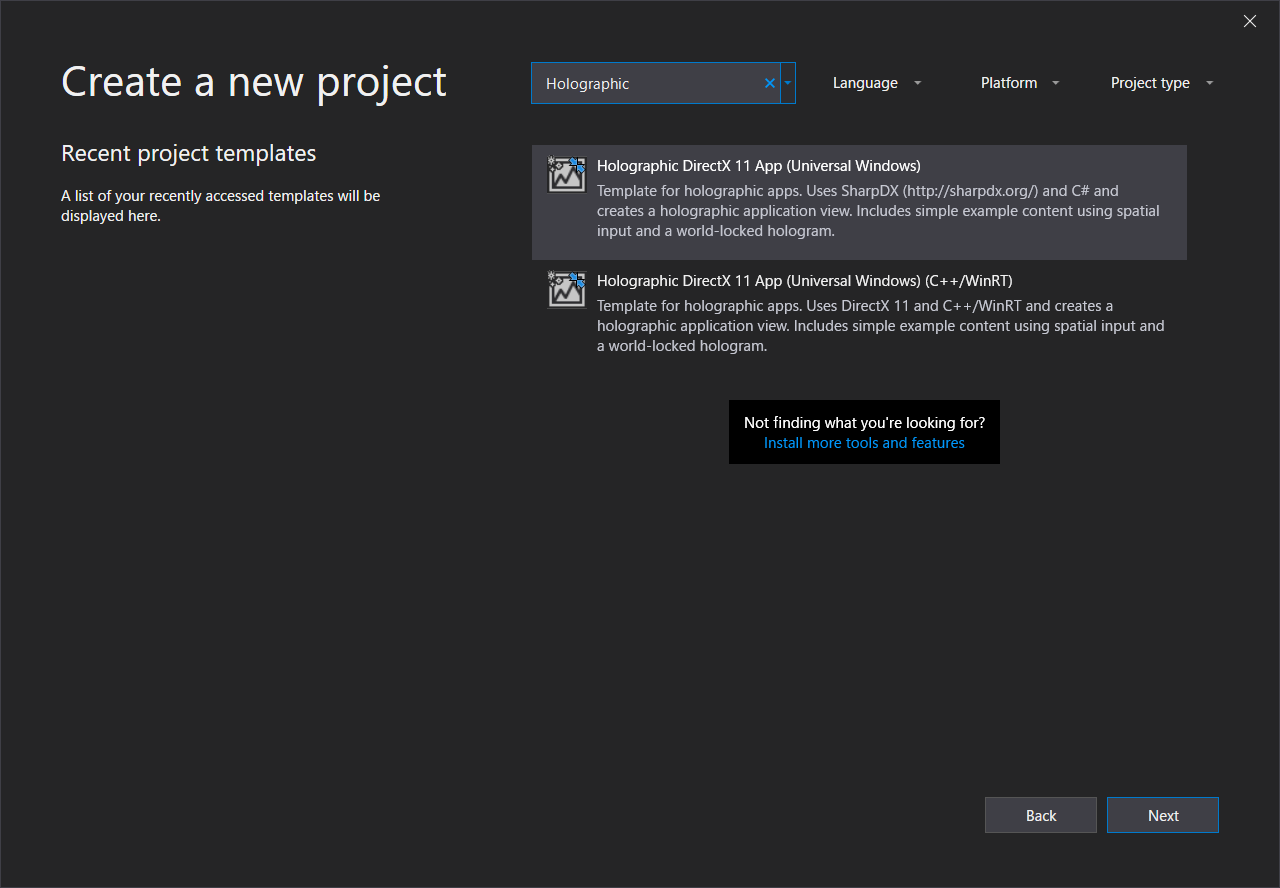 Create a new project
Holographic
Language
Platform
Project type
Recent project templates
A list of your recently accessed templates will be
displayed here.
Holographic DirectX 11 App (Universal Windows)
Template for holographic apps. Uses SharpDX (http://sharpdx.org/) and C# and
creates a holographic application view. Includes simple example content using spatial
input and a world-locked hologram.
Holographic DirectX 11 App (Universal Windows) (C++/WinRT)
Template for holographic apps. Uses DirectX 11 and C++/WinRT and creates a
holographic application view. Includes simple example content using spatial input and
a world-locked hologram.
Not finding what you're looking for?
Install more tools and features
Back
Next